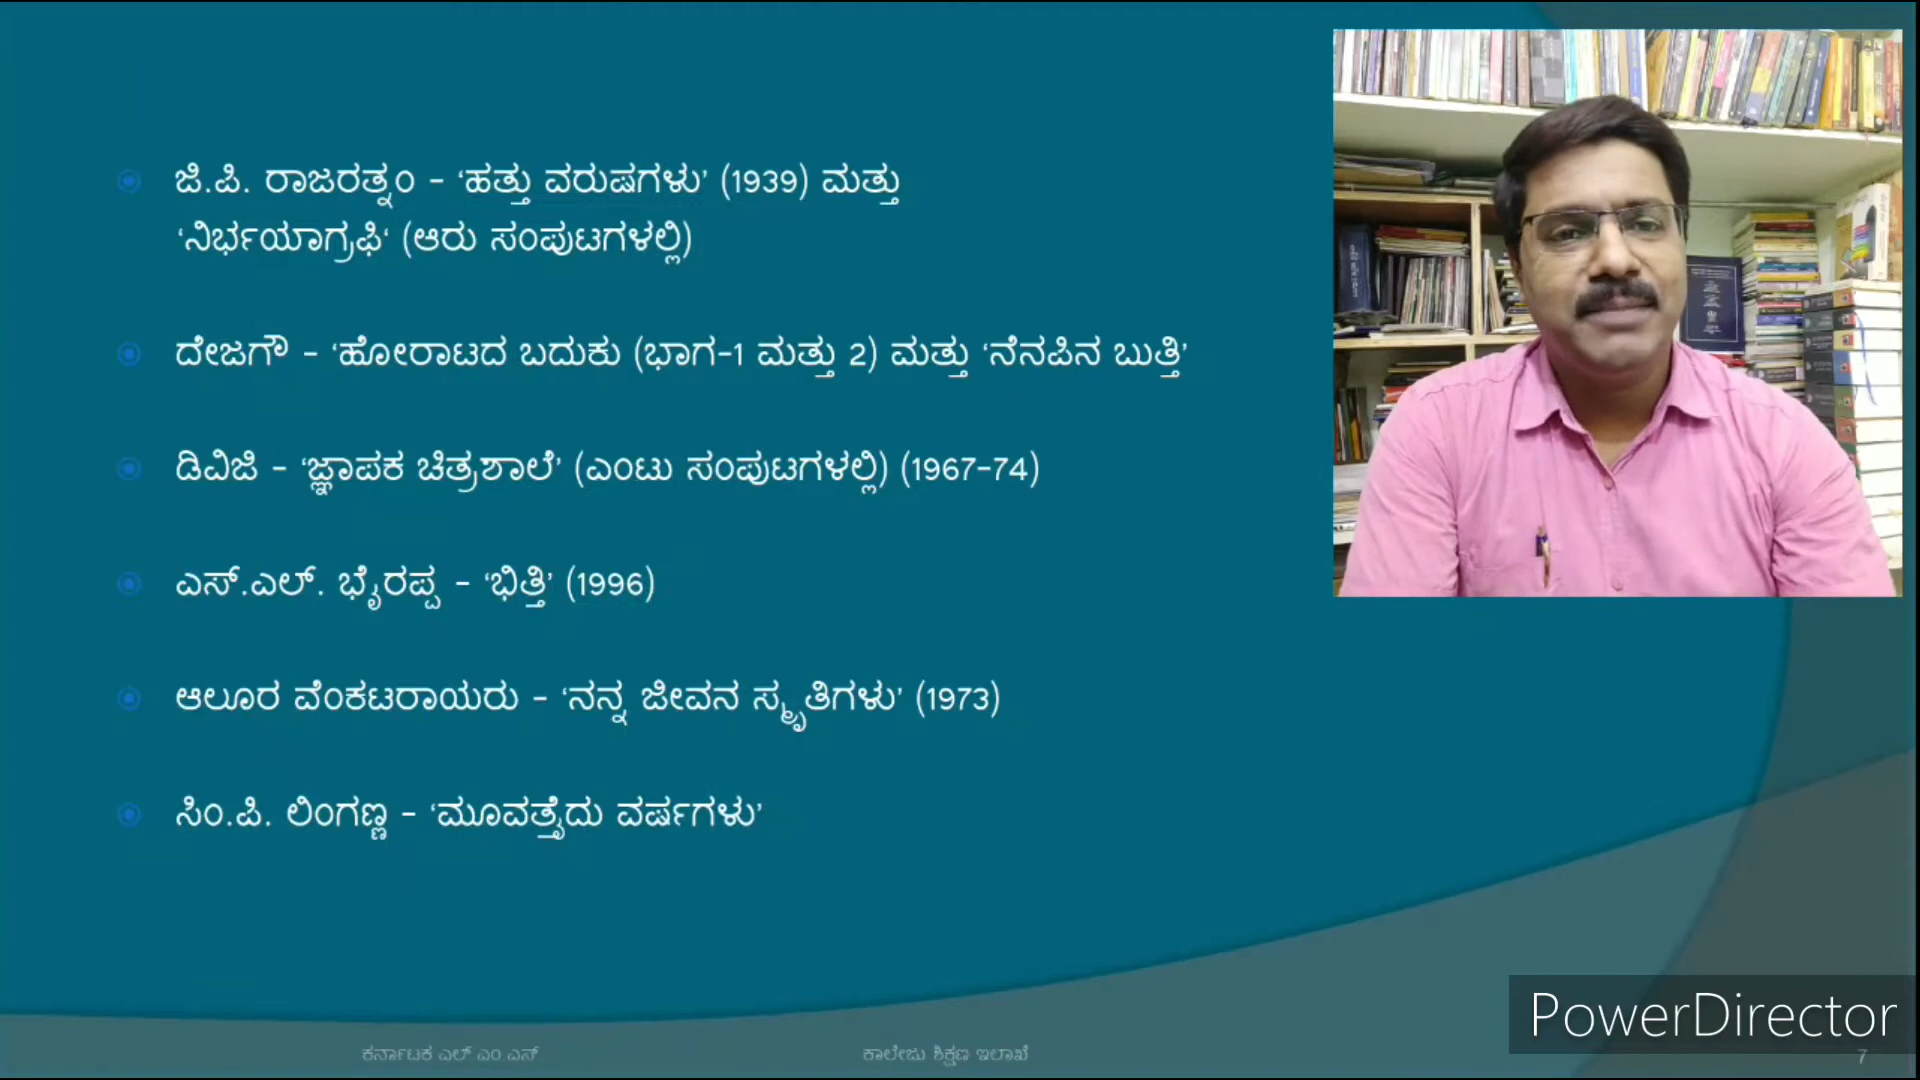 ಜಿ.ಪಿ. ರಾಜರತ್ನಂ – ‘ಹತ್ತು ವರುಷಗಳು’ (1939) ಮತ್ತು
‘ನಿರ್ಭಯಾಗ್ರಫಿ‘ (ಆರು ಸಂಪುಟಗಳಲ್ಲಿ)
ದೇಜಗೌ – ‘ಹೋರಾಟದ ಬದುಕು (ಭಾಗ–1 ಮತ್ತು 2) ಮತ್ತು ‘ನೆನಪಿನ ಬುತ್ತಿ’
ಡಿವಿಜಿ – ‘ಜ್ಞಾಪಕ ಚಿತ್ರಶಾಲೆ’ (ಎಂಟು ಸಂಪುಟಗಳಲ್ಲಿ) (1967–74)
ಎಸ್.ಎಲ್. ಭೈರಪ್ಪ – ‘ಭಿತ್ತಿ’ (1996)
ಆಲೂರ ವೆಂಕಟರಾಯರು – ‘ನನ್ನ ಜೀವನ ಸ್ಮೃತಿಗಳು’ (1973)
ಸಿಂ.ಪಿ. ಲಿಂಗಣ್ಣ – ‘ಮೂವತ್ತೈದು ವರ್ಷಗಳು’
PowerDirector
ಕರ್ನಾಟಕ ಎಲ್ ಎಂ ಎಸ್ ಕಾಲೇಜು ಶಿಕ್ಷಣ ಇಲಾಖೆ 7